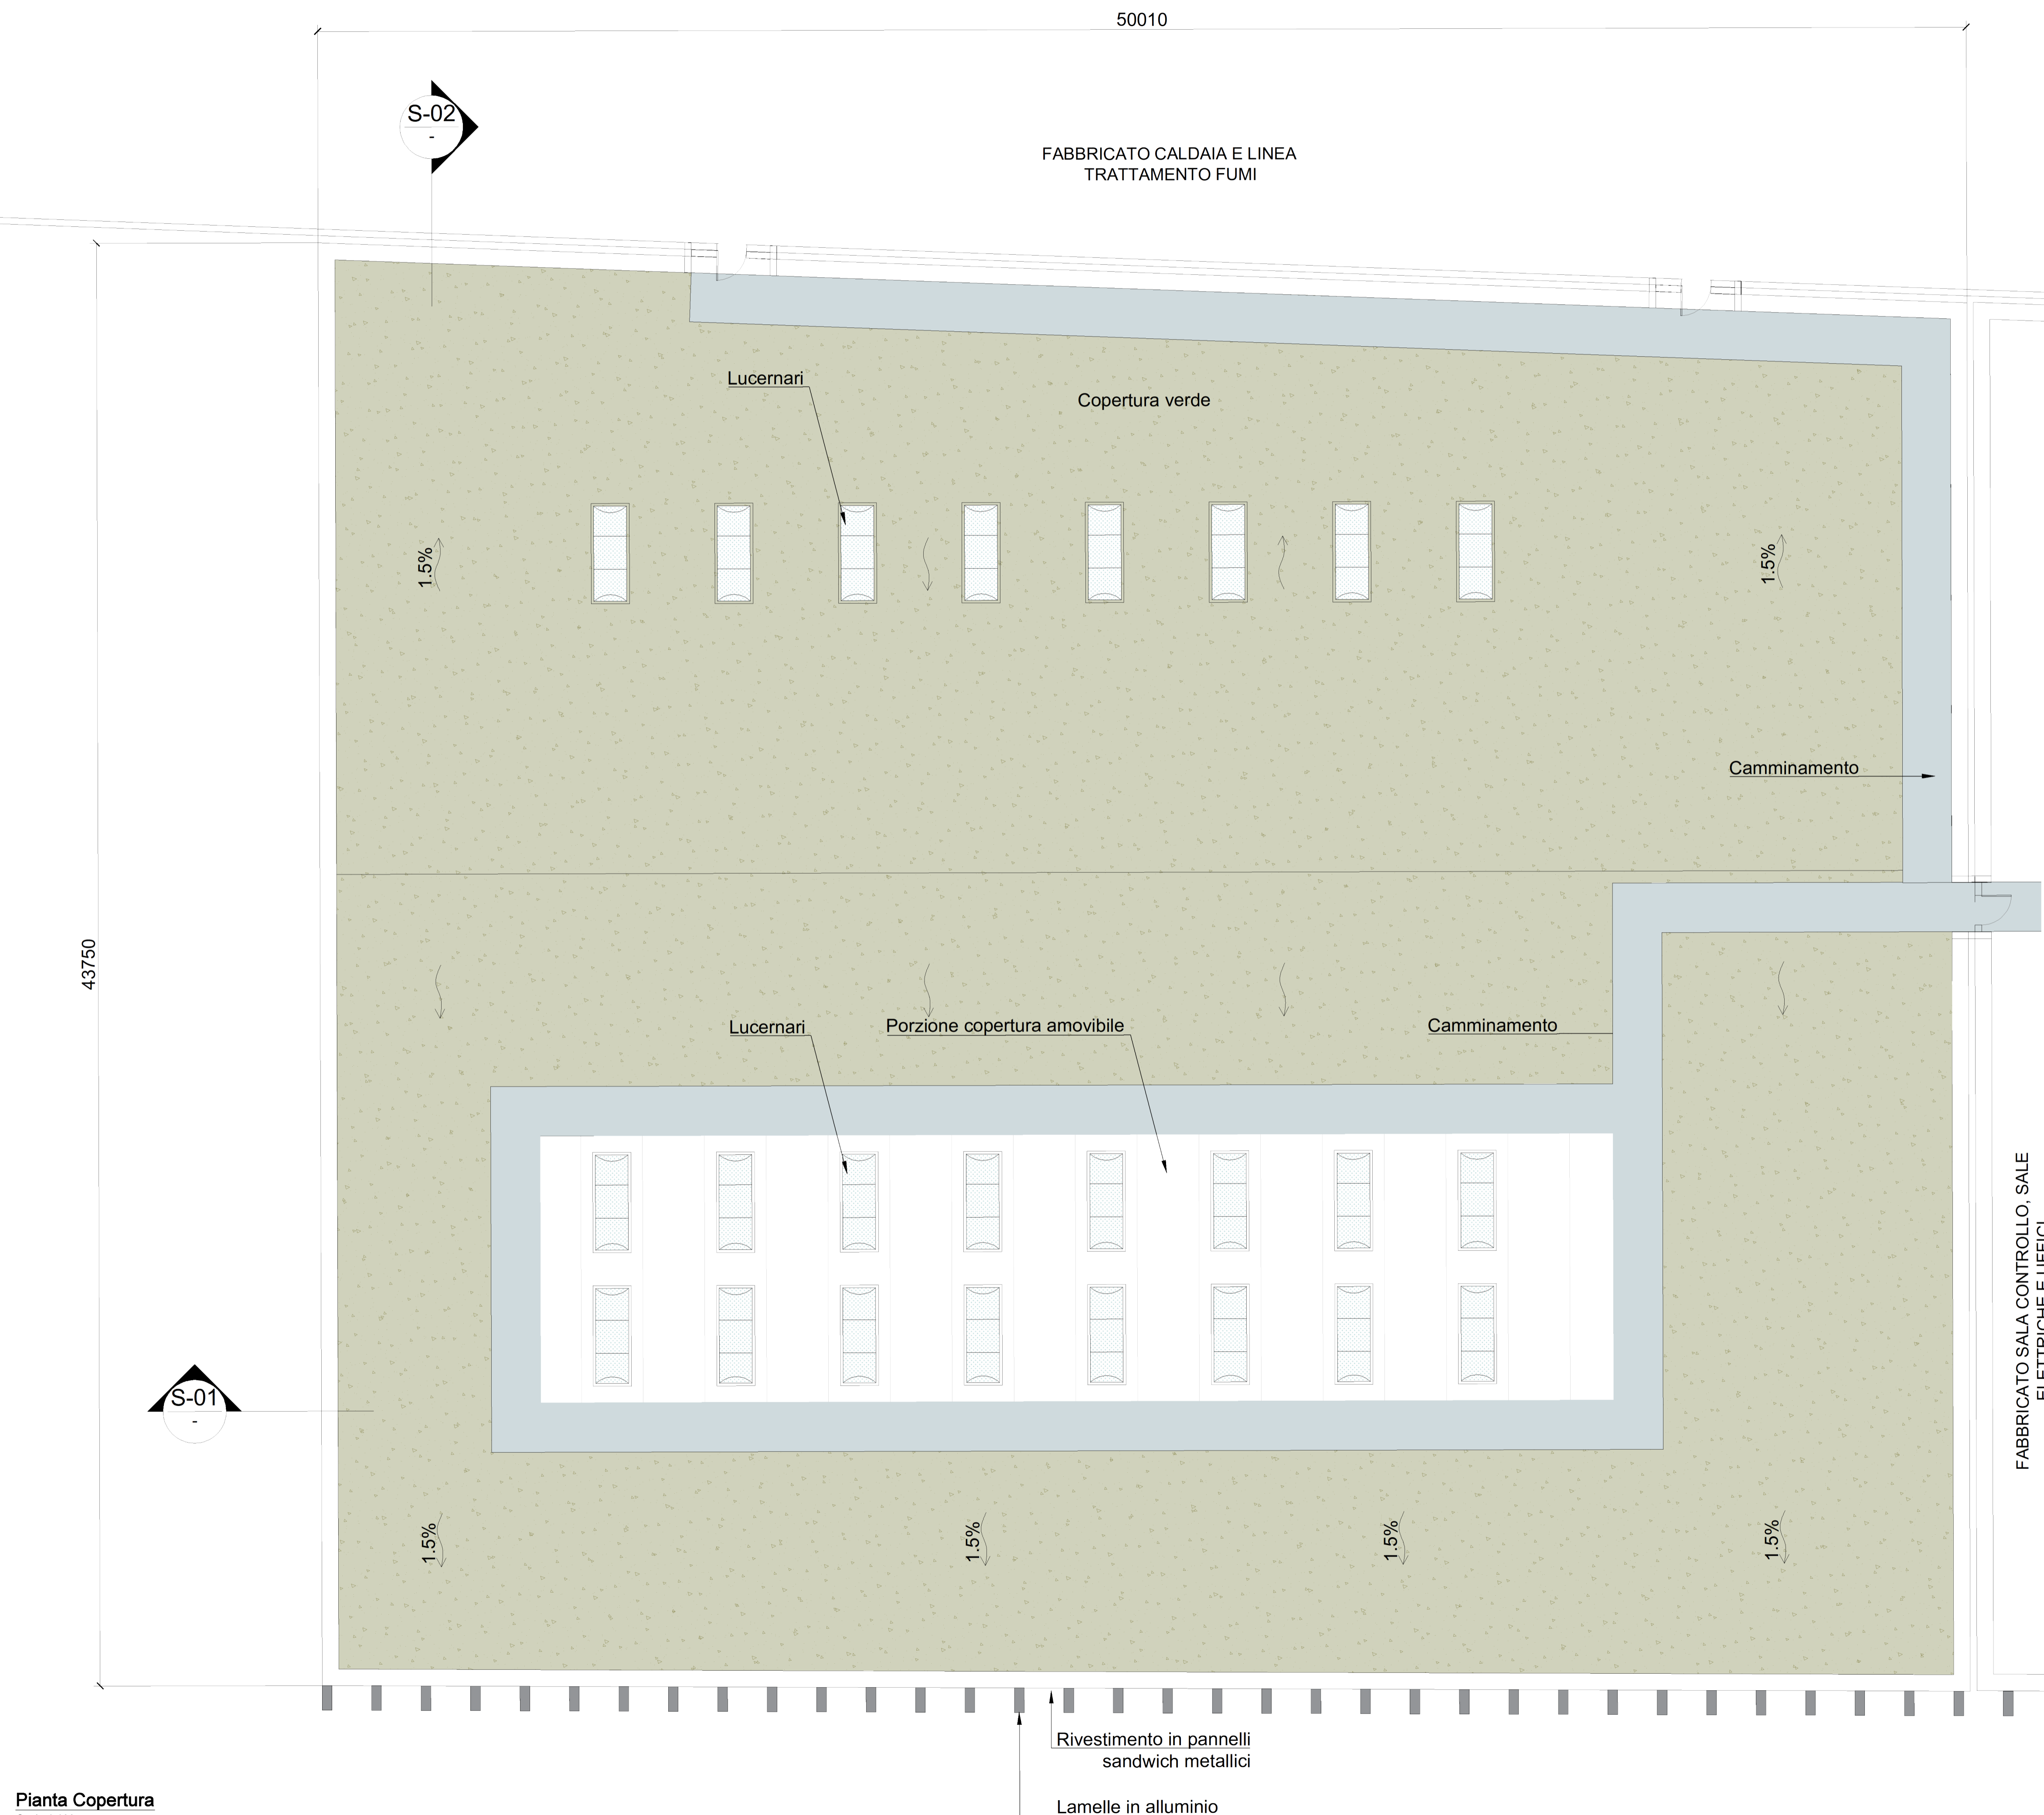 50010
S-02
-
FABBRICATO CALDAIA E LINEA
TRATTAMENTO FUMI
Lucernari
Copertura verde
1.5%
1.5%
Camminamento
43750
Lucernari
Porzione copertura amovibile
Camminamento
FABBRICATO SALA CONTROLLO, SALE
ELETTRICHE E UFFICI
S-01
-
1.5%
1.5%
1.5%
1.5%
Rivestimento in pannelli
sandwich metallici
Lamelle in alluminio
Pianta Copertura